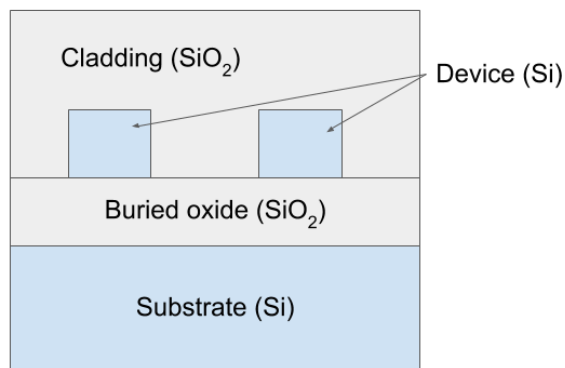 Cladding (SiO₂)
Device (Si)
Buried oxide (SiO₂)
Substrate (Si)